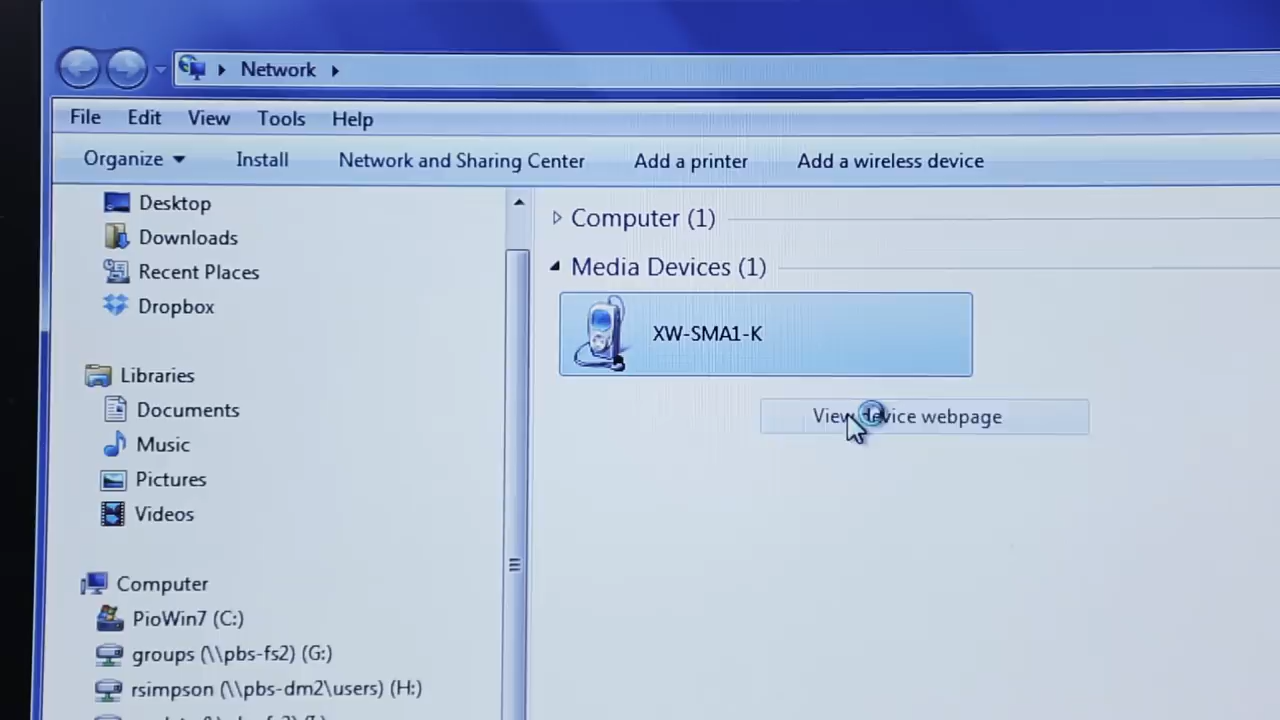 Network
File Edit View Tools Help
Organize Install Network and Sharing Center Add a printer Add a wireless device
Desktop
Downloads
Recent Places
Dropbox
Libraries
Documents
Music
Pictures
Videos
Computer
PioWin7 (C:)
groups (\\pbs-fs2) (G:)
rsimpson (\\pbs-dm2\users) (H:)
Computer (1)
Media Devices (1)
XW-SMA1-K
View device webpage